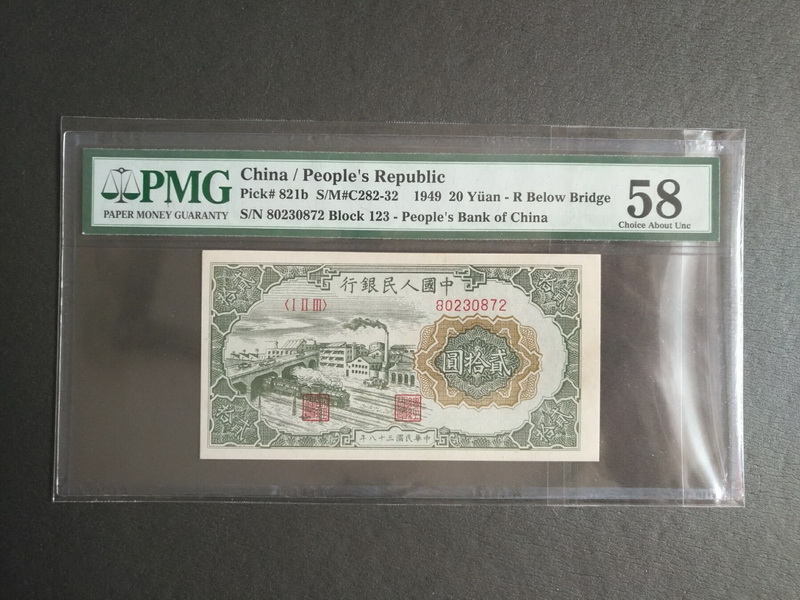 PMG
PAPER MONEY GUARANTY
China / People's Republic
Pick# 821b S/M#C282-32 1949 20 Yüan - R Below Bridge
S/N 80230872 Block 123 - People's Bank of China
58
Choice About Unc
行銀民人國中
〈I II III〉
80230872
圓拾貳
年八十三國民華中